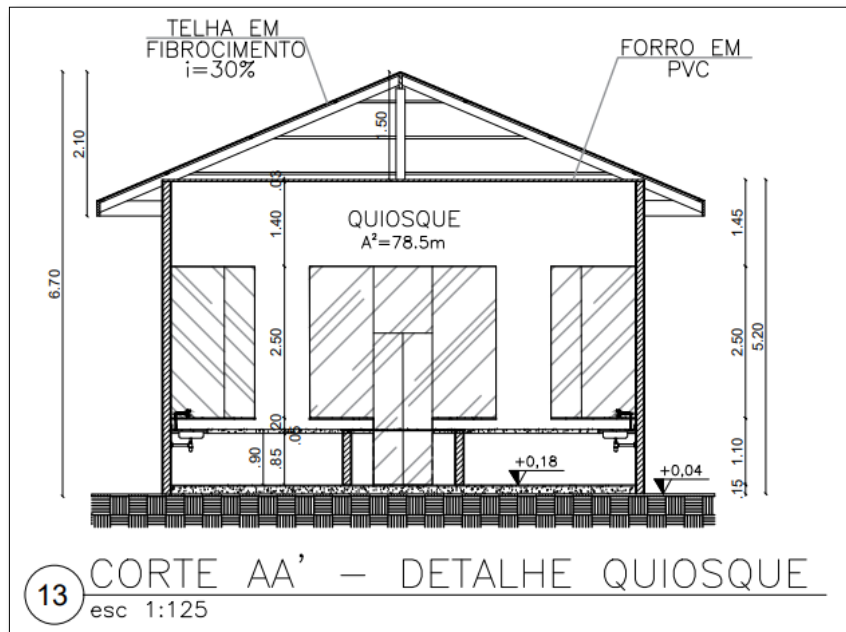 TELHA EM
FIBROCIMENTO
i=30%
FORRO EM
PVC
2.10
1.50
.03
QUIOSQUE
A²=78.5m
1.40
1.45
6.70
2.50
2.50
5.20
.20
.05
.90
.85
1.10
.15
+0,18
+0,04
13
CORTE AA' – DETALHE QUIOSQUE
esc 1:125